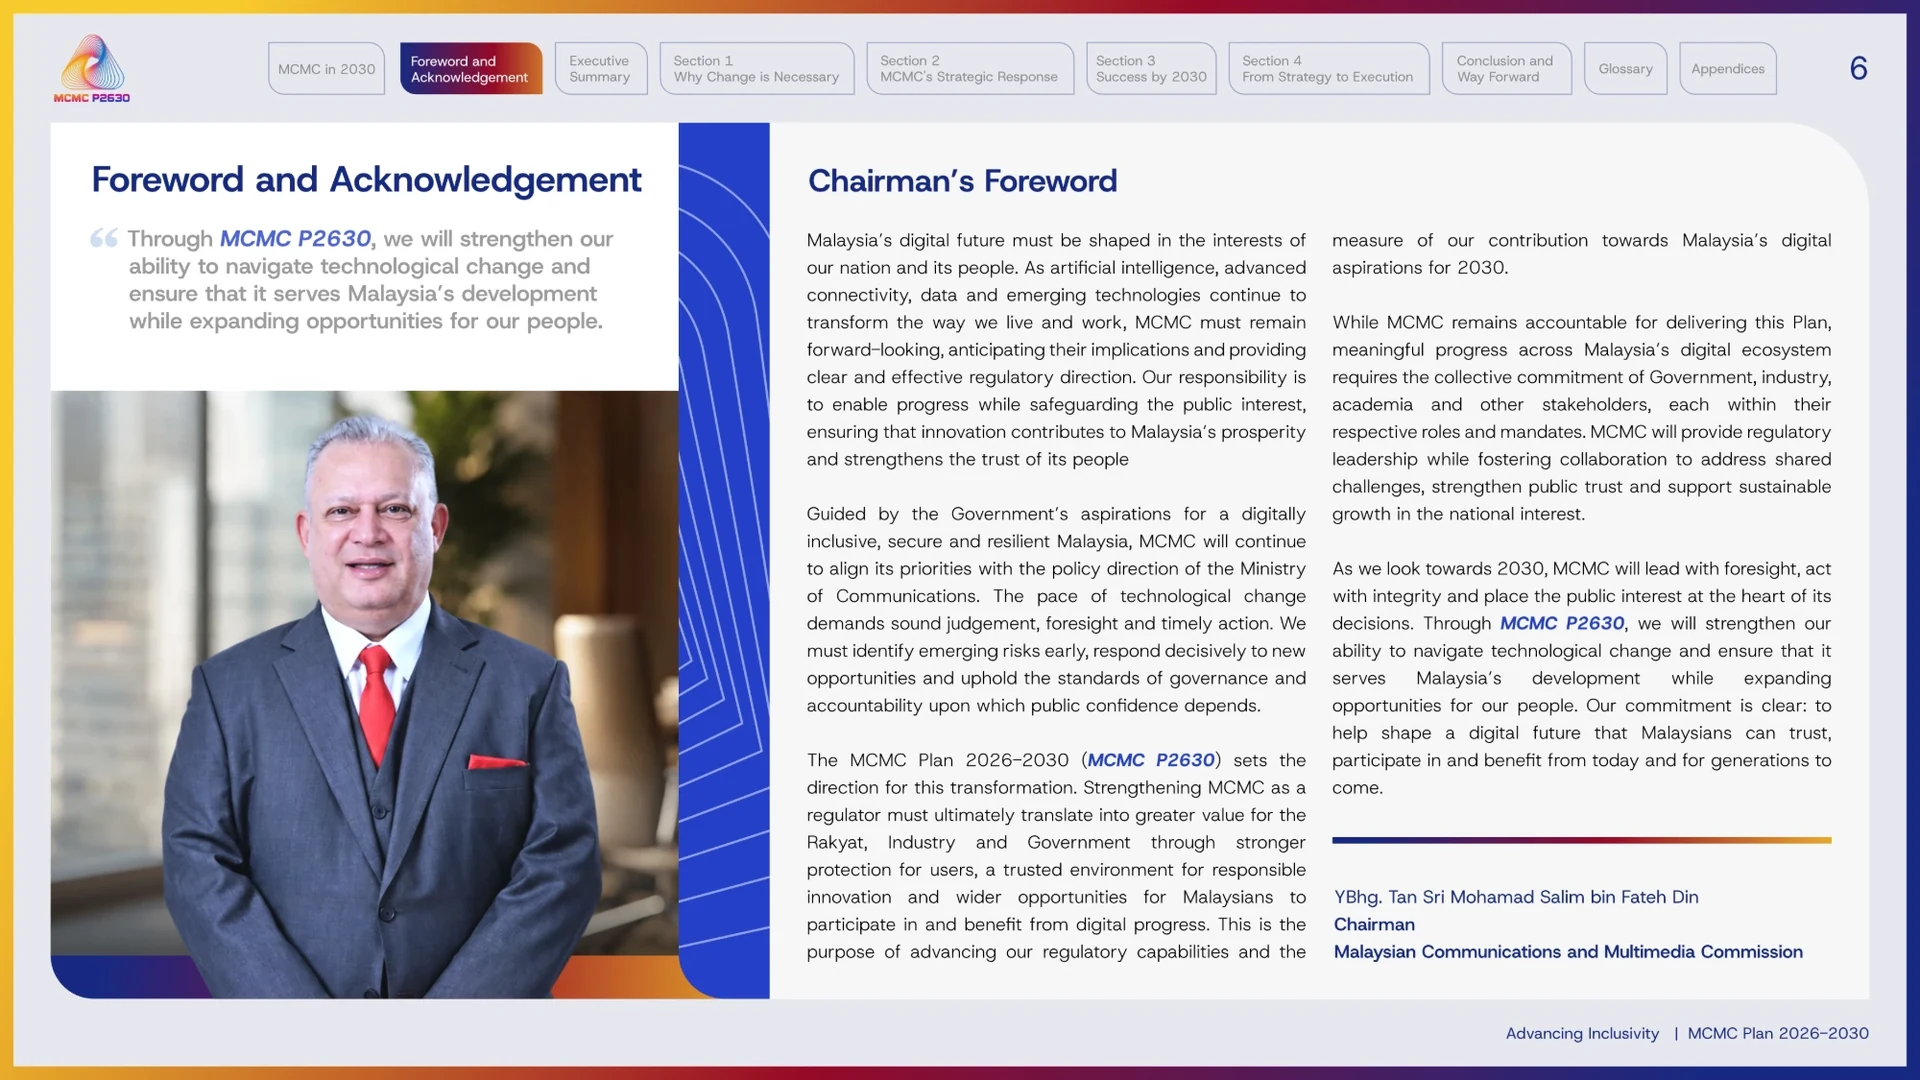 MCMC P2630
MCMC in 2030
Foreword and
Acknowledgement
Executive
Summary
Section 1
Why Change is Necessary
Section 2
MCMC's Strategic Response
Section 3
Success by 2030
Section 4
From Strategy to Execution
Conclusion and
Way Forward
Glossary
Appendices
6
Foreword and Acknowledgement
“ Through MCMC P2630, we will strengthen our
ability to navigate technological change and
ensure that it serves Malaysia’s development
while expanding opportunities for our people.
Chairman’s Foreword
Malaysia’s digital future must be shaped in the interests of
our nation and its people. As artificial intelligence, advanced
connectivity, data and emerging technologies continue to
transform the way we live and work, MCMC must remain
forward-looking, anticipating their implications and providing
clear and effective regulatory direction. Our responsibility is
to enable progress while safeguarding the public interest,
ensuring that innovation contributes to Malaysia’s prosperity
and strengthens the trust of its people
Guided by the Government’s aspirations for a digitally
inclusive, secure and resilient Malaysia, MCMC will continue
to align its priorities with the policy direction of the Ministry
of Communications. The pace of technological change
demands sound judgement, foresight and timely action. We
must identify emerging risks early, respond decisively to new
opportunities and uphold the standards of governance and
accountability upon which public confidence depends.
The MCMC Plan 2026–2030 (MCMC P2630) sets the
direction for this transformation. Strengthening MCMC as a
regulator must ultimately translate into greater value for the
Rakyat, Industry and Government through stronger
protection for users, a trusted environment for responsible
innovation and wider opportunities for Malaysians to
participate in and benefit from digital progress. This is the
purpose of advancing our regulatory capabilities and the
measure of our contribution towards Malaysia’s digital
aspirations for 2030.
While MCMC remains accountable for delivering this Plan,
meaningful progress across Malaysia’s digital ecosystem
requires the collective commitment of Government, industry,
academia and other stakeholders, each within their
respective roles and mandates. MCMC will provide regulatory
leadership while fostering collaboration to address shared
challenges, strengthen public trust and support sustainable
growth in the national interest.
As we look towards 2030, MCMC will lead with foresight, act
with integrity and place the public interest at the heart of its
decisions. Through MCMC P2630, we will strengthen our
ability to navigate technological change and ensure that it
serves Malaysia’s development while expanding
opportunities for our people. Our commitment is clear: to
help shape a digital future that Malaysians can trust,
participate in and benefit from today and for generations to
come.
YBhg. Tan Sri Mohamad Salim bin Fateh Din
Chairman
Malaysian Communications and Multimedia Commission
Advancing Inclusivity | MCMC Plan 2026–2030